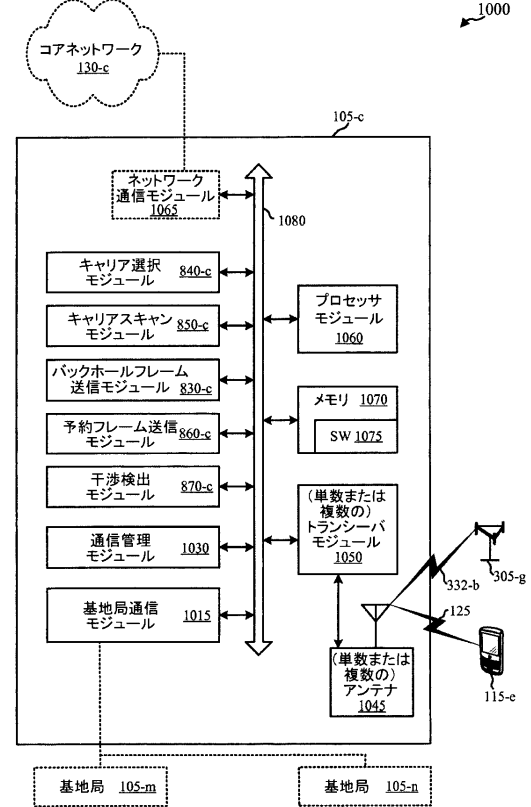 1000
コアネットワーク
130-c
105-c
ネットワーク
通信モジュール
1065
1080
キャリア選択
モジュール 840-c
キャリアスキャン
モジュール 850-c
バックホールフレーム
送信モジュール 830-c
予約フレーム送信
モジュール 860-c
干渉検出
モジュール 870-c
通信管理
モジュール 1030
基地局通信
モジュール 1015
プロセッサ
モジュール
1060
メモリ 1070
SW 1075
(単数または
複数の)
トランシーバ
モジュール
1050
305-g
332-b
125
115-e
(単数または
複数の)
アンテナ
1045
基地局 105-m
基地局 105-n